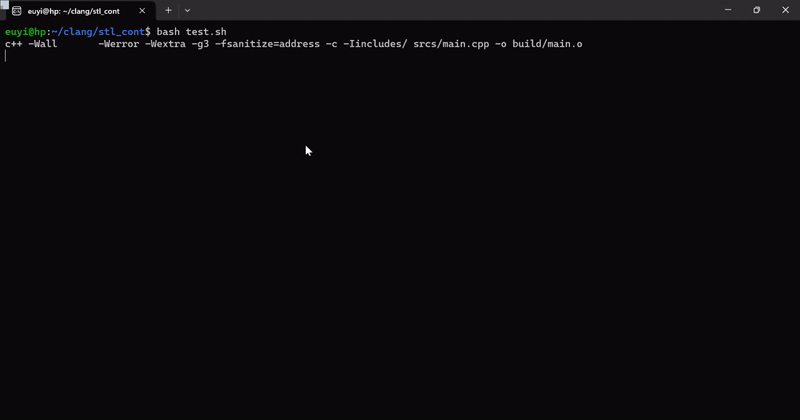 euyi@hp: ~/clang/stl_cont
euyi@hp:~/clang/stl_cont$ bash test.sh
c++ -Wall       -Werror -Wextra -g3 -fsanitize=address -c -Iincludes/ srcs/main.cpp -o build/main.o